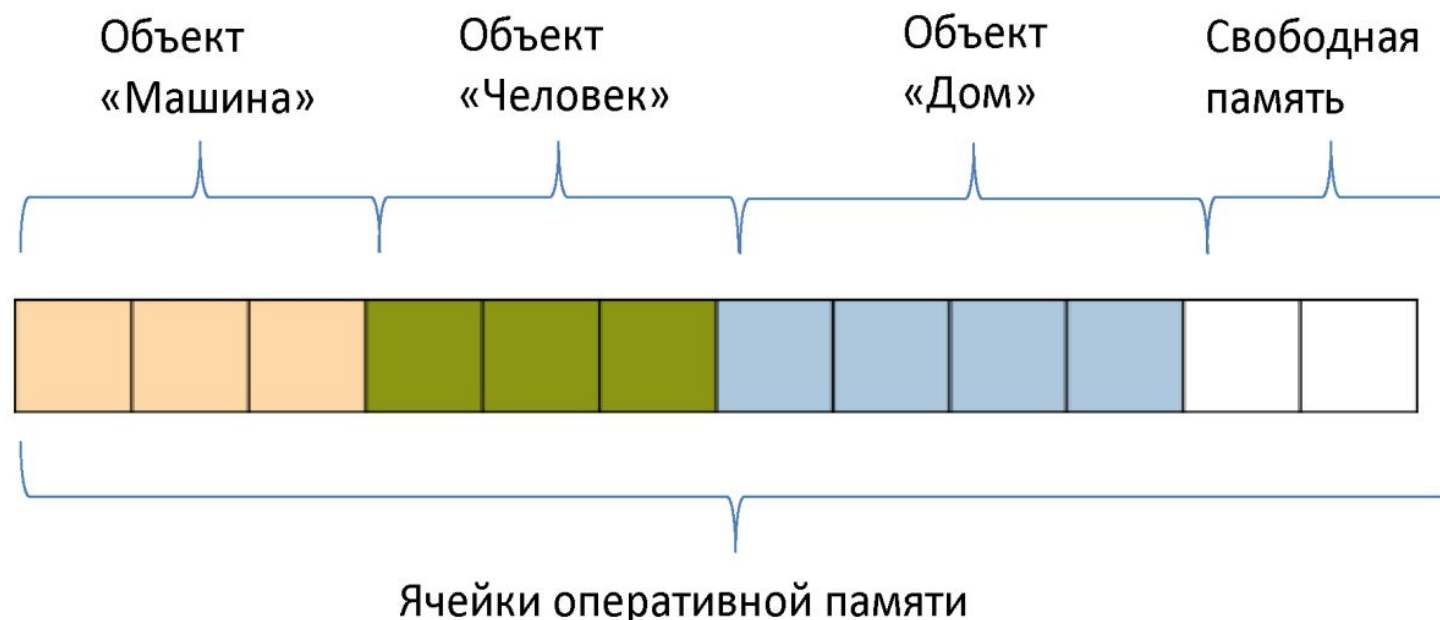 Объект
«Машина»
Объект
«Человек»
Объект
«Дом»
Свободная
память
Ячейки оперативной памяти